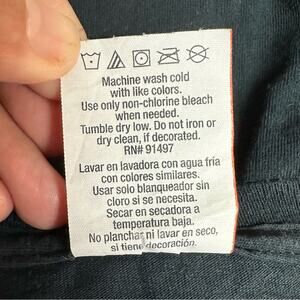 Machine wash cold
with like colors.
Use only non-chlorine bleach
when needed.
Tumble dry low. Do not iron or
dry clean, if decorated.
RN# 91497
Lavar en lavadora con agua fría
con colores similares.
Usar solo blanqueador sin
cloro si se necesita.
Secar en secadora a
temperatura baja.
No planchar ni lavar en seco,
si tiene decoración.